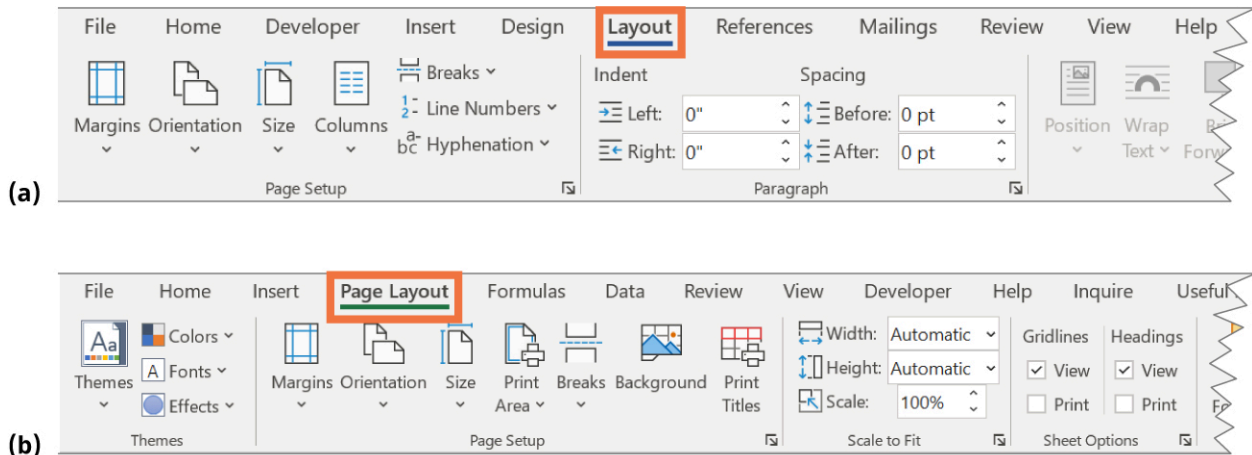 File Home Developer Insert Design Layout References Mailings Review View Help
Breaks
Indent Spacing
1
2 Line Numbers Left: 0" Before: 0 pt
Margins Orientation Size Columns Position Wrap
a-
bc Hyphenation Right: 0" After: 0 pt Text
Page Setup Paragraph
(a)
File Home Insert Page Layout Formulas Data Review View Developer Help Inquire Useful
Aa Colors Width: Automatic Gridlines Headings
A Fonts Height: Automatic View View
Themes Margins Orientation Size Print Breaks Background Print
Effects Area Titles Scale: 100% Print Print
Themes Page Setup Scale to Fit Sheet Options
(b)